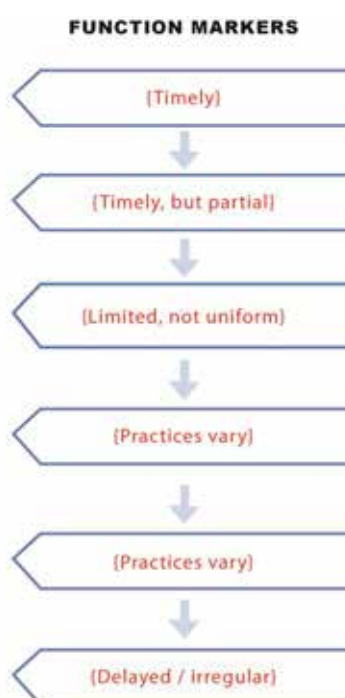 FUNCTION MARKERS
{Timely}
{Timely, but partial}
{Limited, not uniform}
{Practices vary}
{Practices vary}
{Delayed / irregular}